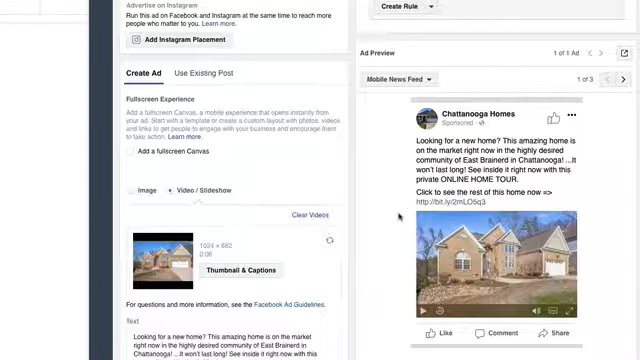 Advertise on Instagram
Run this ad on Facebook and Instagram at the same time to reach more
people who matter to you. Learn more.
Add Instagram Placement
Create Ad
Use Existing Post
Fullscreen Experience
Add a fullscreen Canvas, a mobile experience that opens instantly from
your ad. Start with a template or create a custom layout with photos, videos
and links to get people to engage with your business and encourage them
to take action. Learn more.
Add a fullscreen Canvas
Image
Video / Slideshow
Clear Videos
1024 x 682
0:06
Thumbnail & Captions
For questions and more information, see the Facebook Ad Guidelines.
Text
Looking for a new home? This amazing home is on the market
right now in the highly desired community of East Brainerd in
Chattanooga! ...It won't last long! See inside it right now with this
Create Rule
Ad Preview
1 of 1 Ad
Mobile News Feed
1 of 3
Chattanooga Homes
Sponsored
Looking for a new home? This amazing home is
on the market right now in the highly desired
community of East Brainerd in Chattanooga! ...It
won't last long! See inside it right now with this
private ONLINE HOME TOUR.
Click to see the rest of this home now =>
http://bit.ly/2mLO5q3
Like
Comment
Share